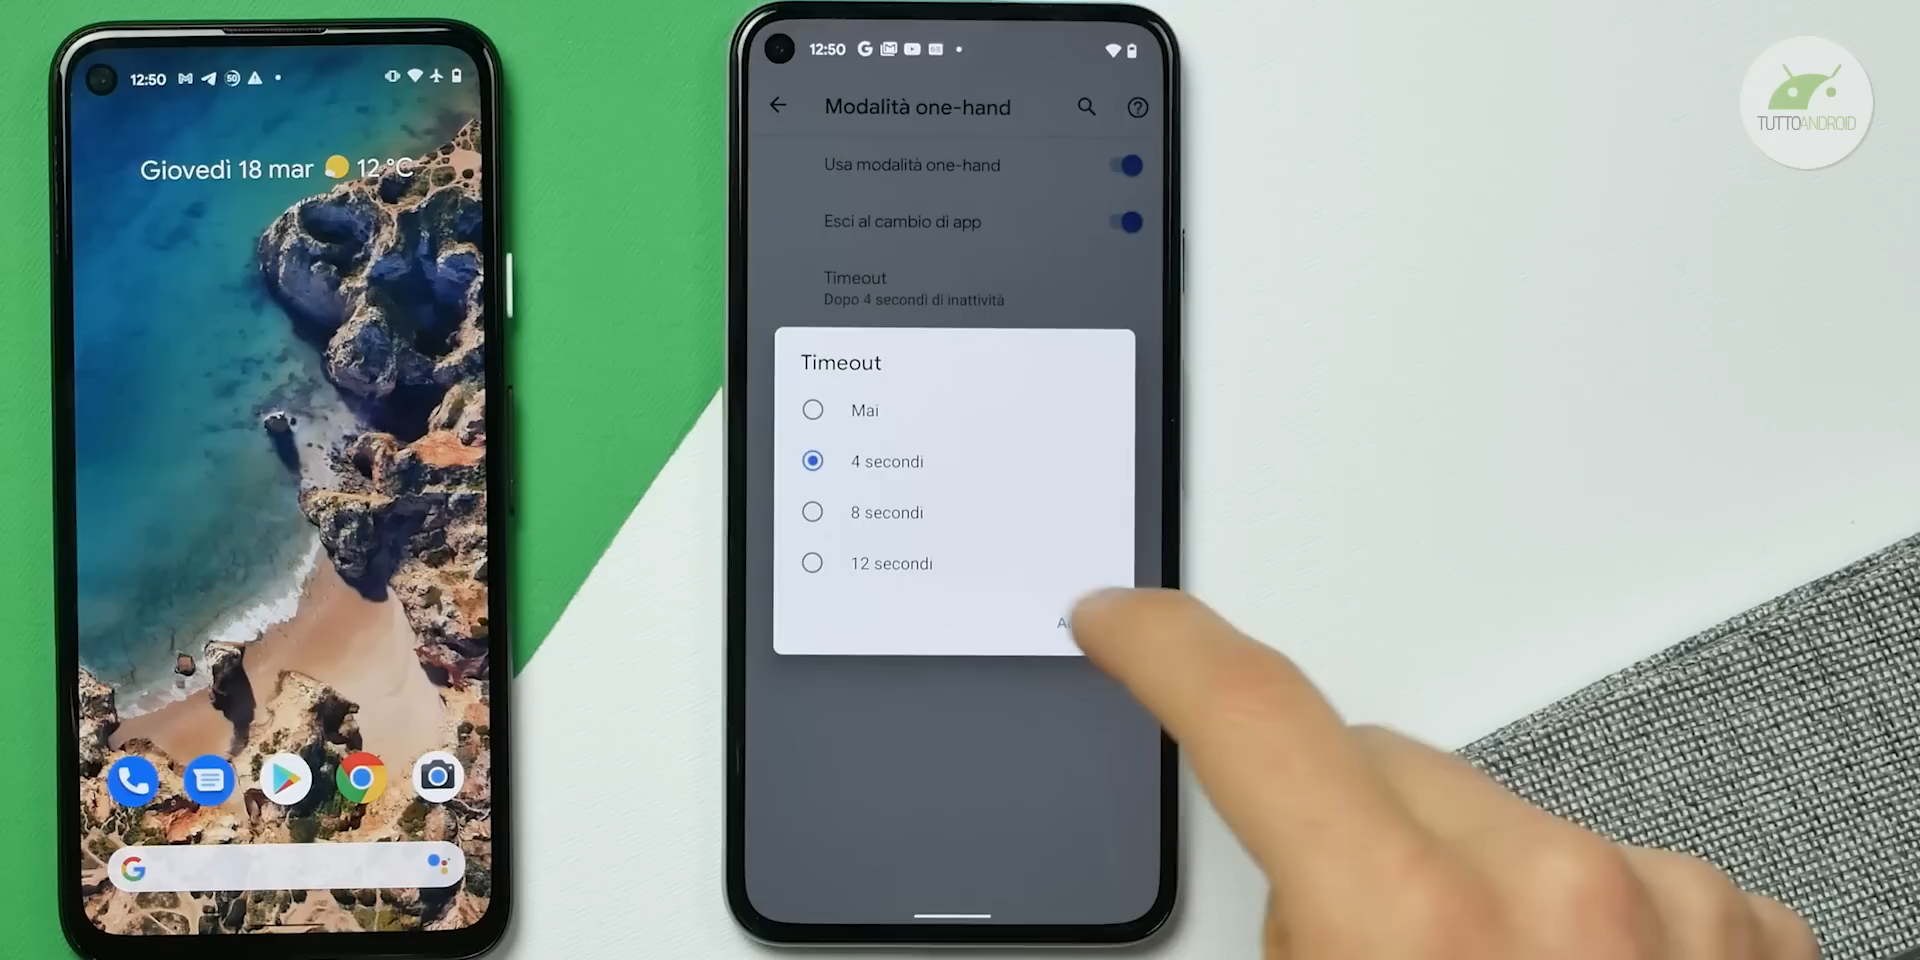 12:50
Giovedì 18 mar 12 °C
12:50
Modalità one-hand
Usa modalità one-hand
Esci al cambio di app
Timeout
Dopo 4 secondi di inattività
Timeout
Mai
4 secondi
8 secondi
12 secondi
TUTTOANDROID